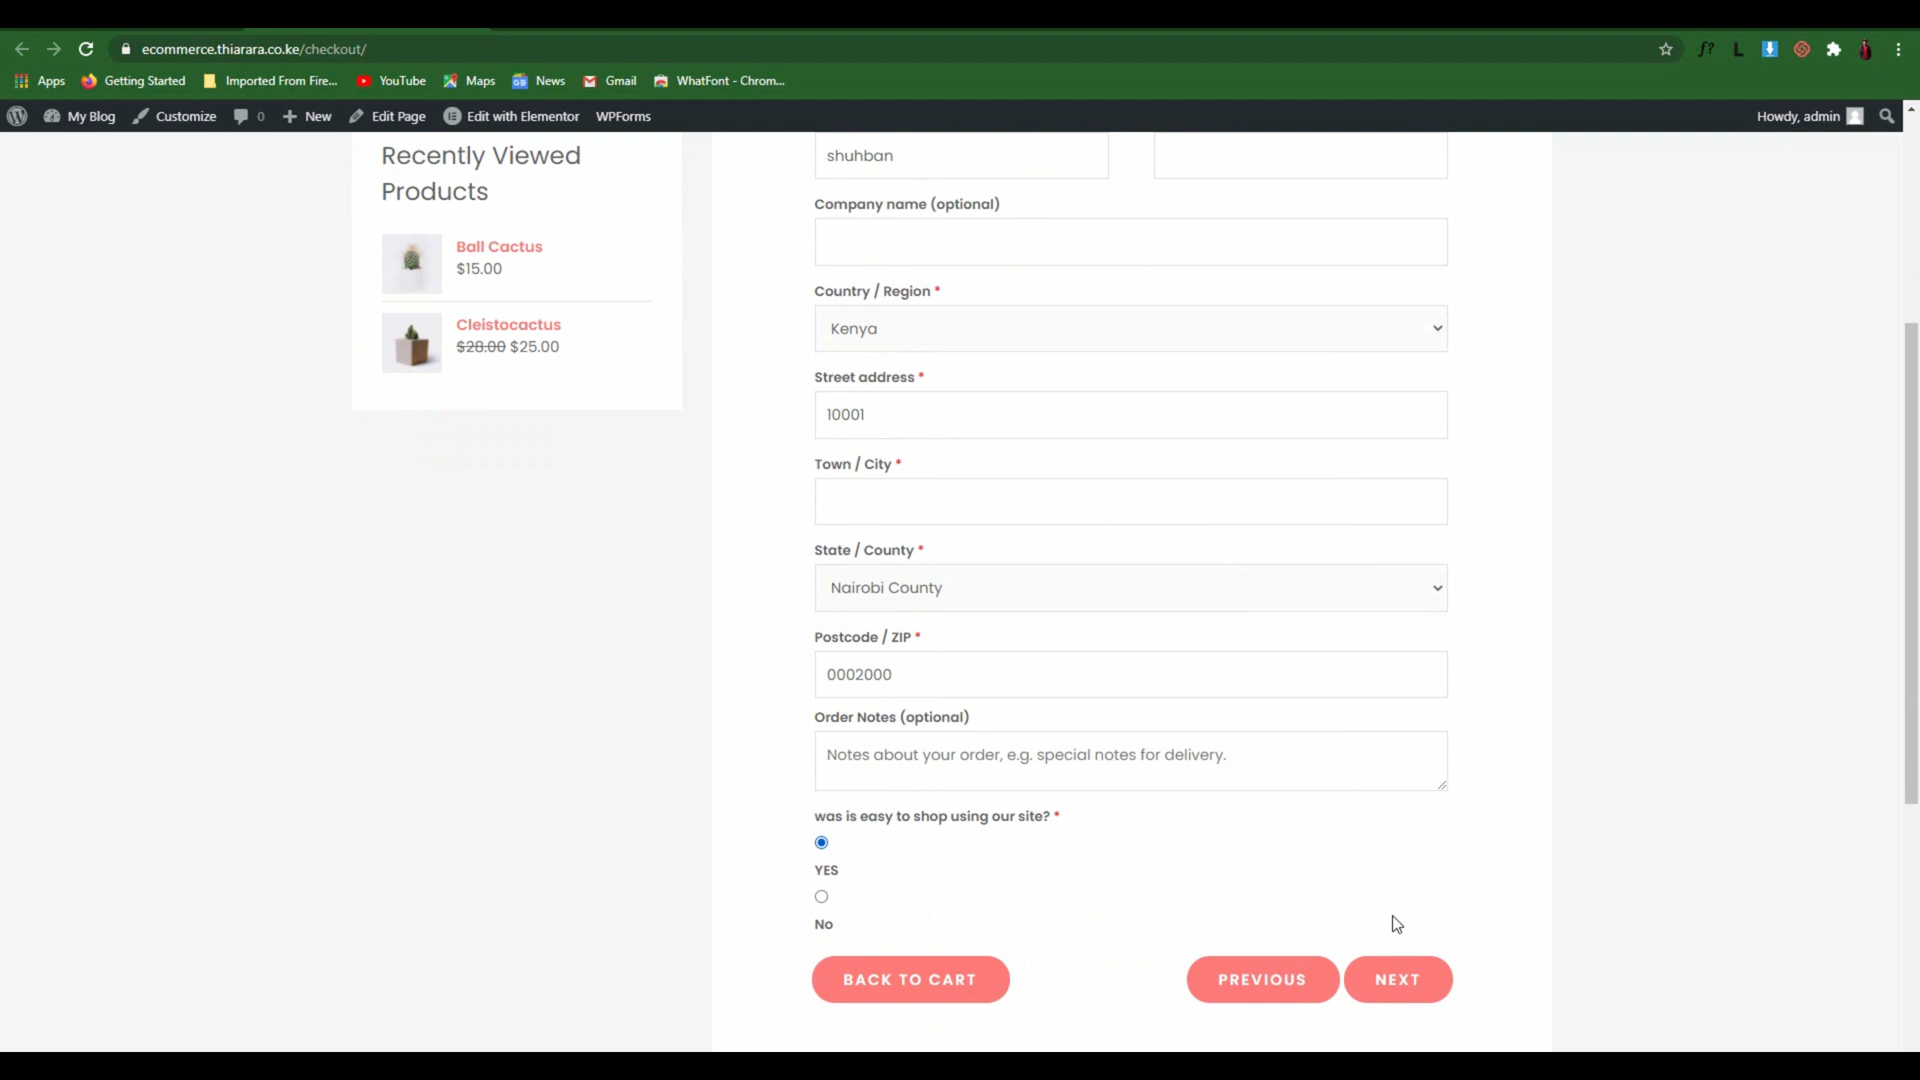 ecommerce.thiarara.co.ke/checkout/
Apps Getting Started Imported From Fire... YouTube Maps News Gmail WhatFont - Chrom...
My Blog Customize 0 New Edit Page Edit with Elementor WPForms Howdy, admin
Recently Viewed
Products
Ball Cactus
$15.00
Cleistocactus
$28.00 $25.00
shuhban
Company name (optional)
Country / Region *
Kenya
Street address *
10001
Town / City *
State / County *
Nairobi County
Postcode / ZIP *
0002000
Order Notes (optional)
Notes about your order, e.g. special notes for delivery.
was is easy to shop using our site? *
YES
No
BACK TO CART PREVIOUS NEXT